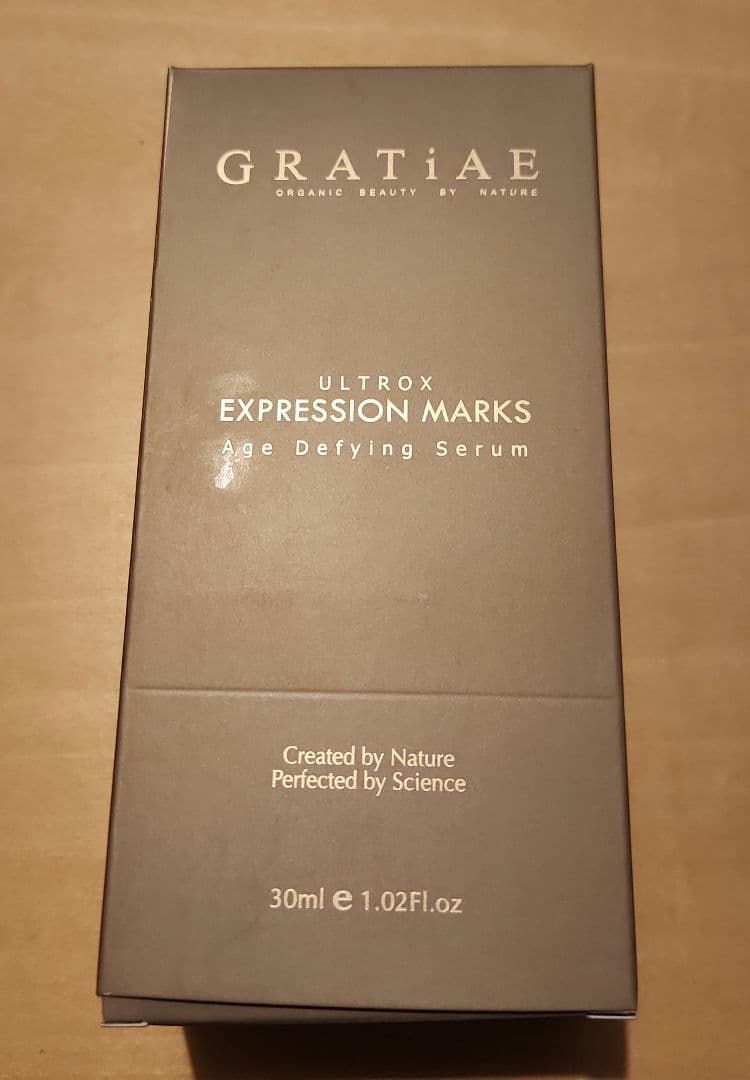 GRATiAE
ORGANIC BEAUTY BY NATURE
ULTROX
EXPRESSION MARKS
Age Defying Serum
Created by Nature
Perfected by Science
30ml e 1.02Fl.oz